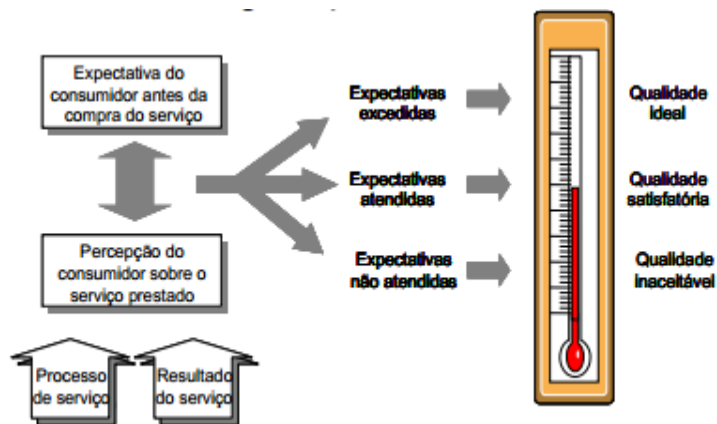 Expectativa do
consumidor antes da
compra do serviço
Percepção do
consumidor sobre o
serviço prestado
Processo
de serviço
Resultado
do serviço
Expectativas
excedidas
Expectativas
atendidas
Expectativas
não atendidas
Qualidade
ideal
Qualidade
satisfatória
Qualidade
inaceitável